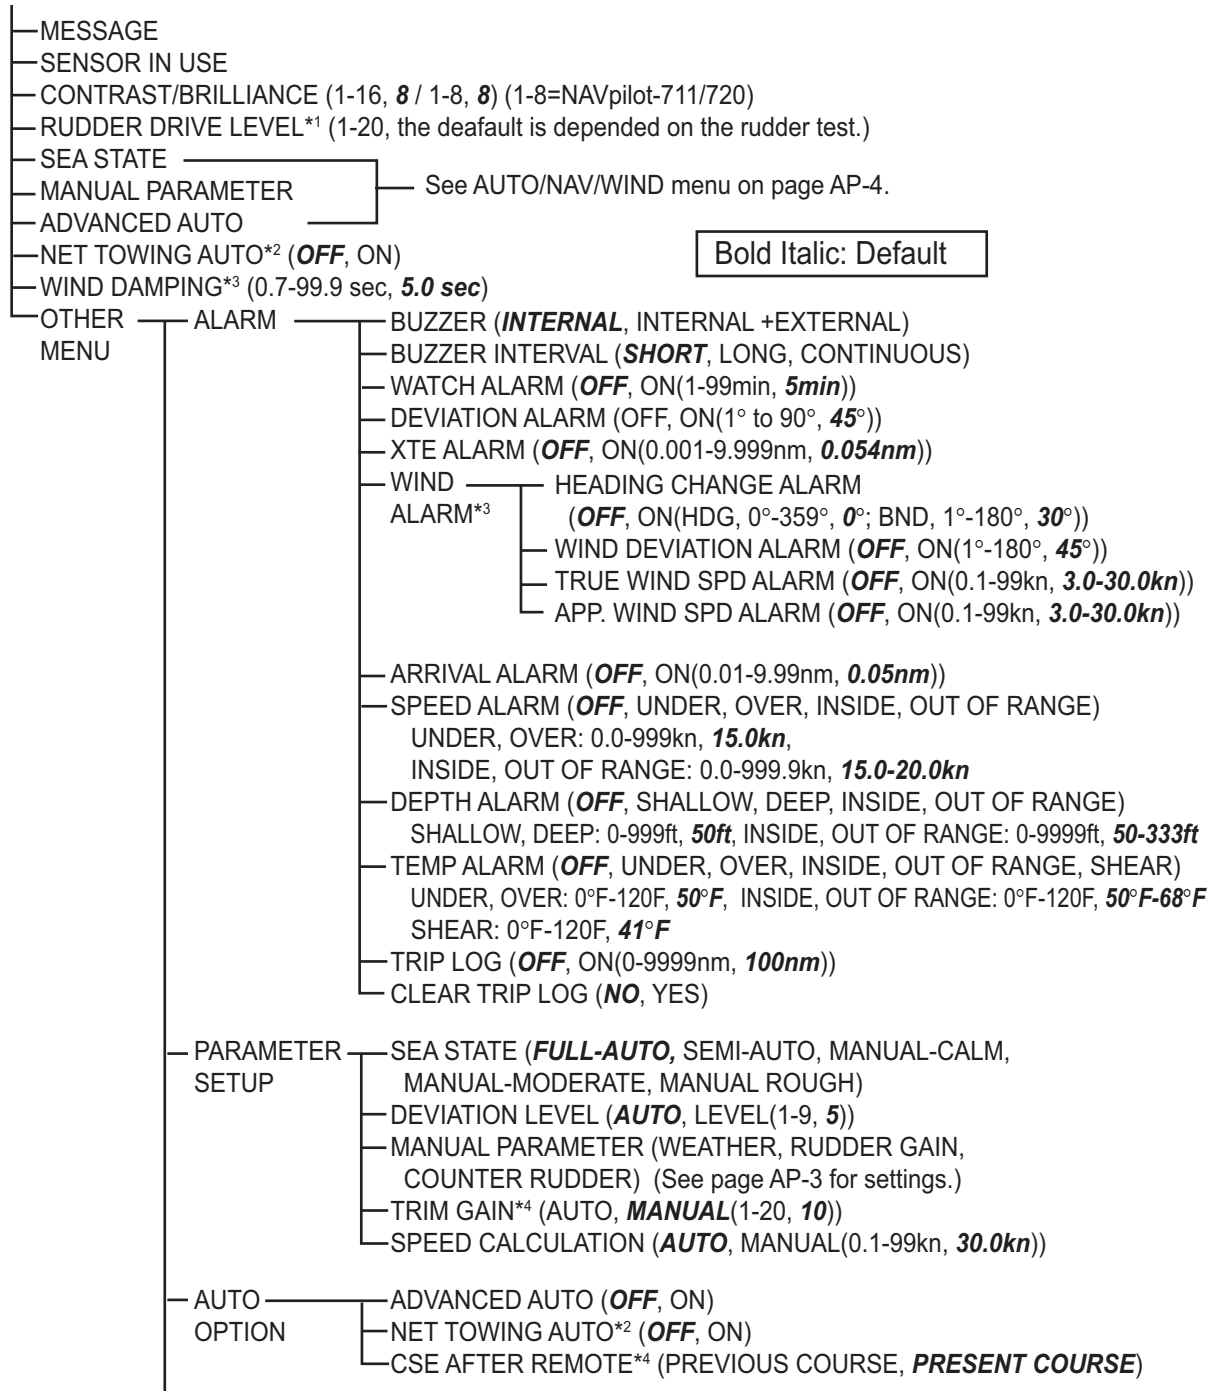 MESSAGE
SENSOR IN USE
CONTRAST/BRILLIANCE (1-16, 8 / 1-8, 8) (1-8=NAVpilot-711/720)
RUDDER DRIVE LEVEL*1 (1-20, the deafault is depended on the rudder test.)
SEA STATE
MANUAL PARAMETER
See AUTO/NAV/WIND menu on page AP-4.
ADVANCED AUTO
NET TOWING AUTO*2 (OFF, ON)
Bold Italic: Default
WIND DAMPING*3 (0.7-99.9 sec, 5.0 sec)
OTHER
MENU
ALARM
BUZZER (INTERNAL, INTERNAL +EXTERNAL)
BUZZER INTERVAL (SHORT, LONG, CONTINUOUS)
WATCH ALARM (OFF, ON(1-99min, 5min))
DEVIATION ALARM (OFF, ON(1° to 90°, 45°))
XTE ALARM (OFF, ON(0.001-9.999nm, 0.054nm))
WIND
ALARM*3
HEADING CHANGE ALARM
(OFF, ON(HDG, 0°-359°, 0°; BND, 1°-180°, 30°))
WIND DEVIATION ALARM (OFF, ON(1°-180°, 45°))
TRUE WIND SPD ALARM (OFF, ON(0.1-99kn, 3.0-30.0kn))
APP. WIND SPD ALARM (OFF, ON(0.1-99kn, 3.0-30.0kn))
ARRIVAL ALARM (OFF, ON(0.01-9.99nm, 0.05nm))
SPEED ALARM (OFF, UNDER, OVER, INSIDE, OUT OF RANGE)
UNDER, OVER: 0.0-999kn, 15.0kn,
INSIDE, OUT OF RANGE: 0.0-999.9kn, 15.0-20.0kn
DEPTH ALARM (OFF, SHALLOW, DEEP, INSIDE, OUT OF RANGE)
SHALLOW, DEEP: 0-999ft, 50ft, INSIDE, OUT OF RANGE: 0-9999ft, 50-333ft
TEMP ALARM (OFF, UNDER, OVER, INSIDE, OUT OF RANGE, SHEAR)
UNDER, OVER: 0°F-120F, 50°F, INSIDE, OUT OF RANGE: 0°F-120F, 50°F-68°F
SHEAR: 0°F-120F, 41°F
TRIP LOG (OFF, ON(0-9999nm, 100nm))
CLEAR TRIP LOG (NO, YES)
PARAMETER
SETUP
SEA STATE (FULL-AUTO, SEMI-AUTO, MANUAL-CALM,
MANUAL-MODERATE, MANUAL ROUGH)
DEVIATION LEVEL (AUTO, LEVEL(1-9, 5))
MANUAL PARAMETER (WEATHER, RUDDER GAIN,
COUNTER RUDDER) (See page AP-3 for settings.)
TRIM GAIN*4 (AUTO, MANUAL(1-20, 10))
SPEED CALCULATION (AUTO, MANUAL(0.1-99kn, 30.0kn))
AUTO
OPTION
ADVANCED AUTO (OFF, ON)
NET TOWING AUTO*2 (OFF, ON)
CSE AFTER REMOTE*4 (PREVIOUS COURSE, PRESENT COURSE)